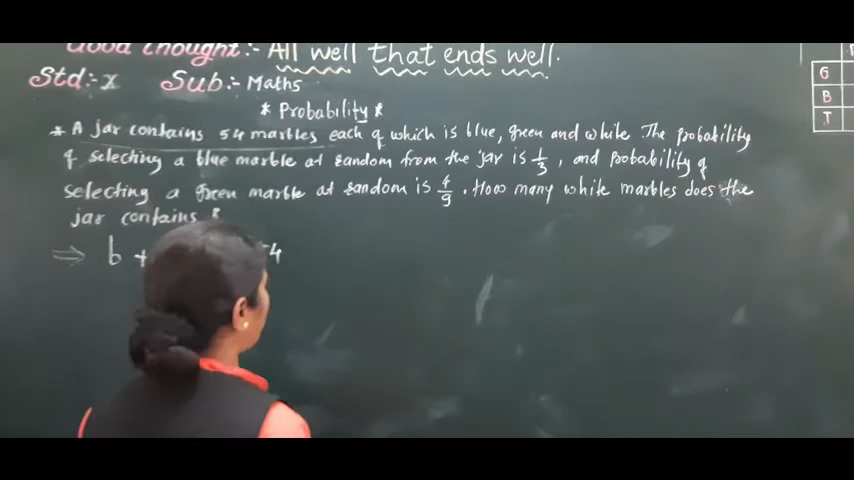 Good thought:- All well that ends well.
Std:- X Sub:- Maths
* Probability *
* A jar contains 54 marbles each of which is blue, green and white. The probability
of selecting a blue marble at random from the jar is 1/3, and probability of
selecting a green marble at random is 4/9. How many white marbles does the
jar contains ?
⇒ b + 4
G
B
T